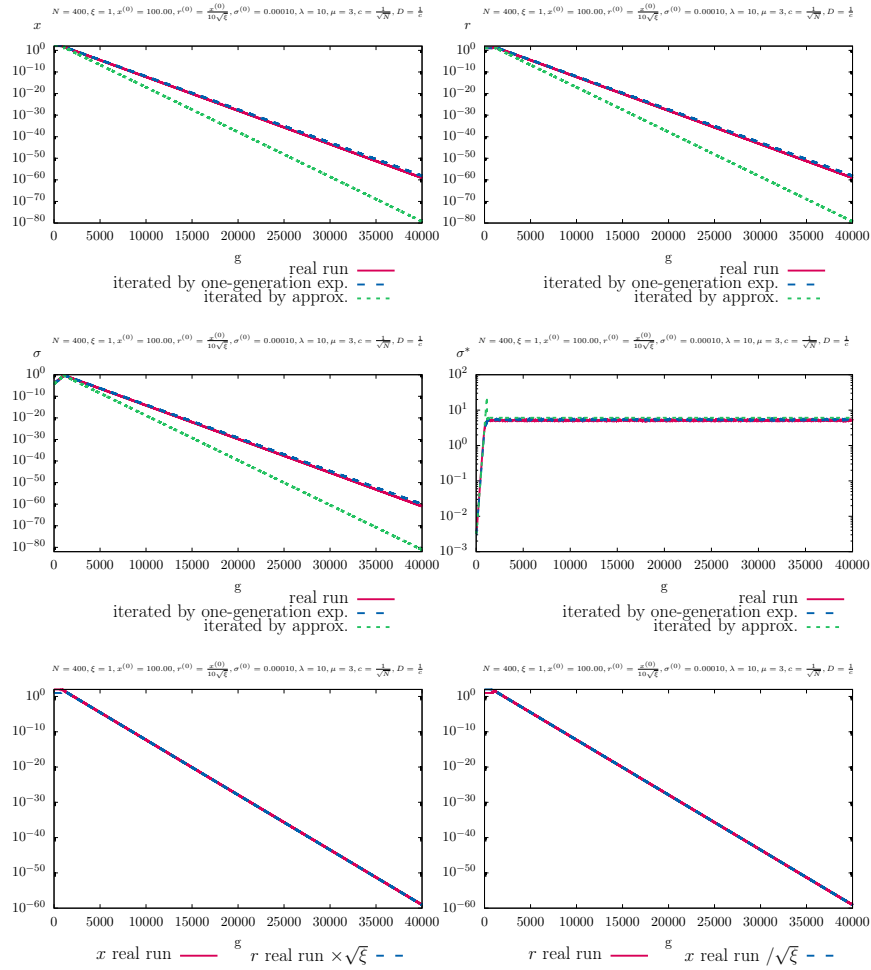 N = 400, ξ = 1, x^(0) = 100.00, r^(0) = x^(0)/(10√ξ), σ^(0) = 0.00010, λ = 10, μ = 3, c = 1/√N, D = 1/c
x
10^0
10^−10
10^−20
10^−30
10^−40
10^−50
10^−60
10^−70
10^−80
0 5000 10000 15000 20000 25000 30000 35000 40000
g
real run
iterated by one-generation exp.
iterated by approx.
N = 400, ξ = 1, x^(0) = 100.00, r^(0) = x^(0)/(10√ξ), σ^(0) = 0.00010, λ = 10, μ = 3, c = 1/√N, D = 1/c
r
10^0
10^−10
10^−20
10^−30
10^−40
10^−50
10^−60
10^−70
10^−80
0 5000 10000 15000 20000 25000 30000 35000 40000
g
real run
iterated by one-generation exp.
iterated by approx.
N = 400, ξ = 1, x^(0) = 100.00, r^(0) = x^(0)/(10√ξ), σ^(0) = 0.00010, λ = 10, μ = 3, c = 1/√N, D = 1/c
σ
10^0
10^−10
10^−20
10^−30
10^−40
10^−50
10^−60
10^−70
10^−80
0 5000 10000 15000 20000 25000 30000 35000 40000
g
real run
iterated by one-generation exp.
iterated by approx.
N = 400, ξ = 1, x^(0) = 100.00, r^(0) = x^(0)/(10√ξ), σ^(0) = 0.00010, λ = 10, μ = 3, c = 1/√N, D = 1/c
σ*
10^2
10^1
10^0
10^−1
10^−2
10^−3
0 5000 10000 15000 20000 25000 30000 35000 40000
g
real run
iterated by one-generation exp.
iterated by approx.
N = 400, ξ = 1, x^(0) = 100.00, r^(0) = x^(0)/(10√ξ), σ^(0) = 0.00010, λ = 10, μ = 3, c = 1/√N, D = 1/c
10^0
10^−10
10^−20
10^−30
10^−40
10^−50
10^−60
0 5000 10000 15000 20000 25000 30000 35000 40000
g
x real run r real run ×√ξ
N = 400, ξ = 1, x^(0) = 100.00, r^(0) = x^(0)/(10√ξ), σ^(0) = 0.00010, λ = 10, μ = 3, c = 1/√N, D = 1/c
10^0
10^−10
10^−20
10^−30
10^−40
10^−50
10^−60
0 5000 10000 15000 20000 25000 30000 35000 40000
g
r real run x real run /√ξ